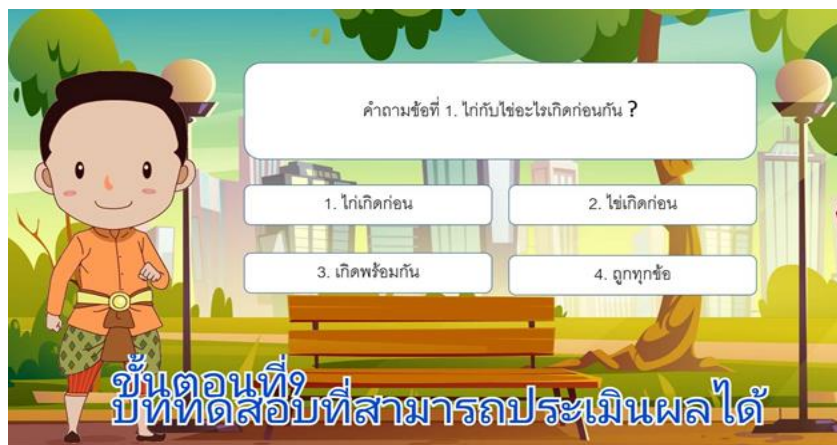 คำถามข้อที่ 1. ไก่กับไข่อะไรเกิดก่อนกัน ?
1. ไก่เกิดก่อน
2. ไข่เกิดก่อน
3. เกิดพร้อมกัน
4. ถูกทุกข้อ
ขั้นตอนที่9
บททดสอบที่สามารถประเมินผลได้